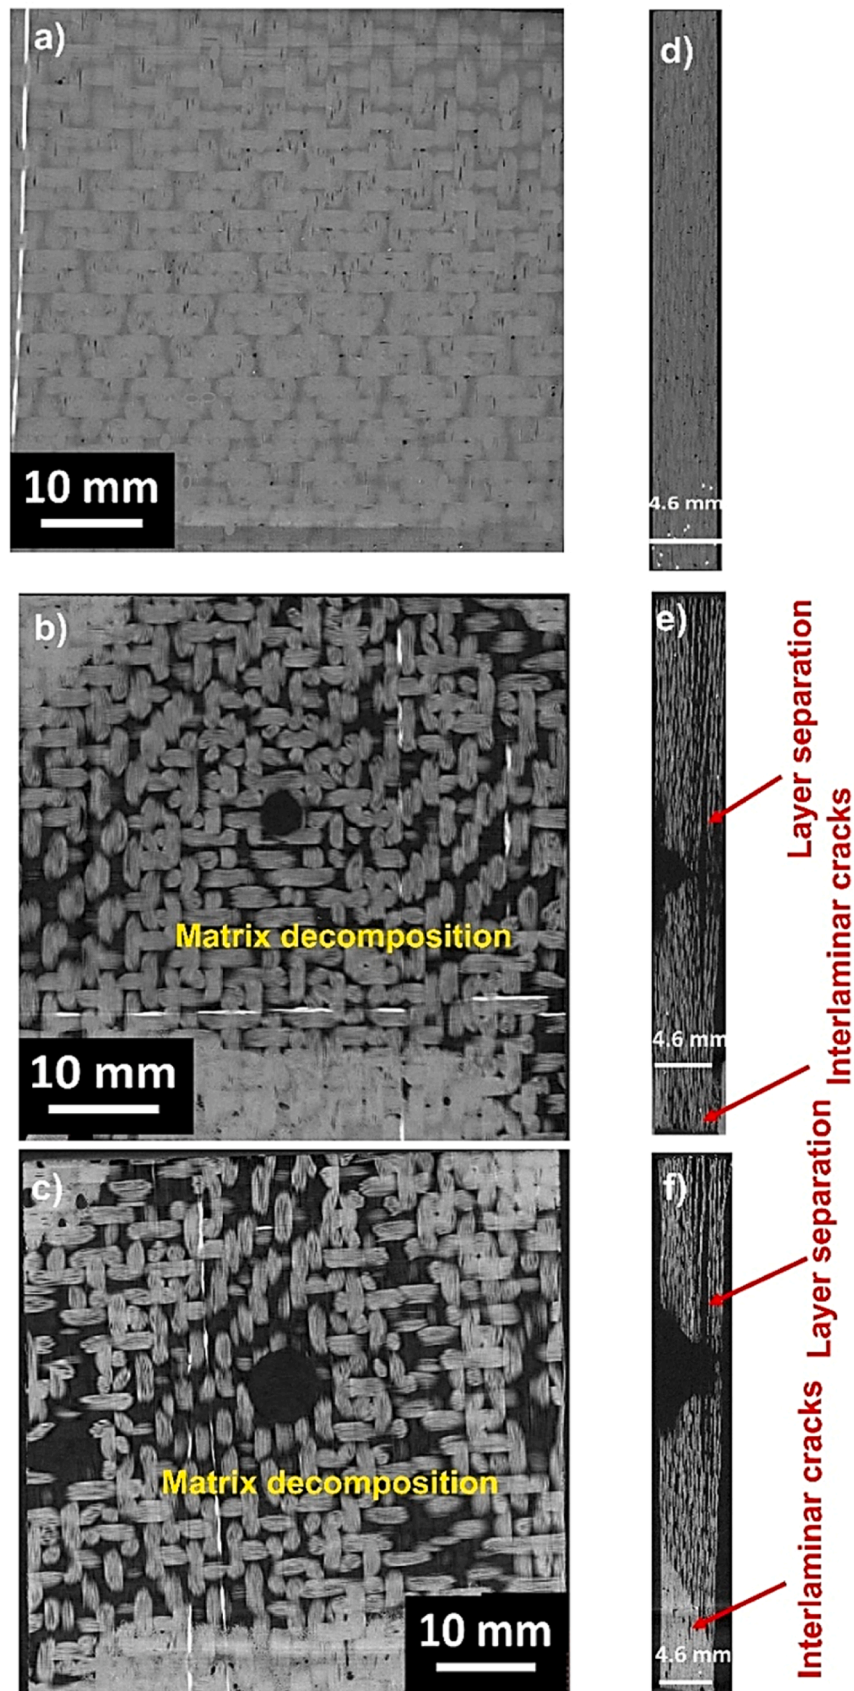 a)
10 mm
d)
4.6 mm
b)
Matrix decomposition
10 mm
e)
4.6 mm
Layer separation
Interlaminar cracks
c)
Matrix decomposition
10 mm
f)
4.6 mm
Layer separation
Interlaminar cracks